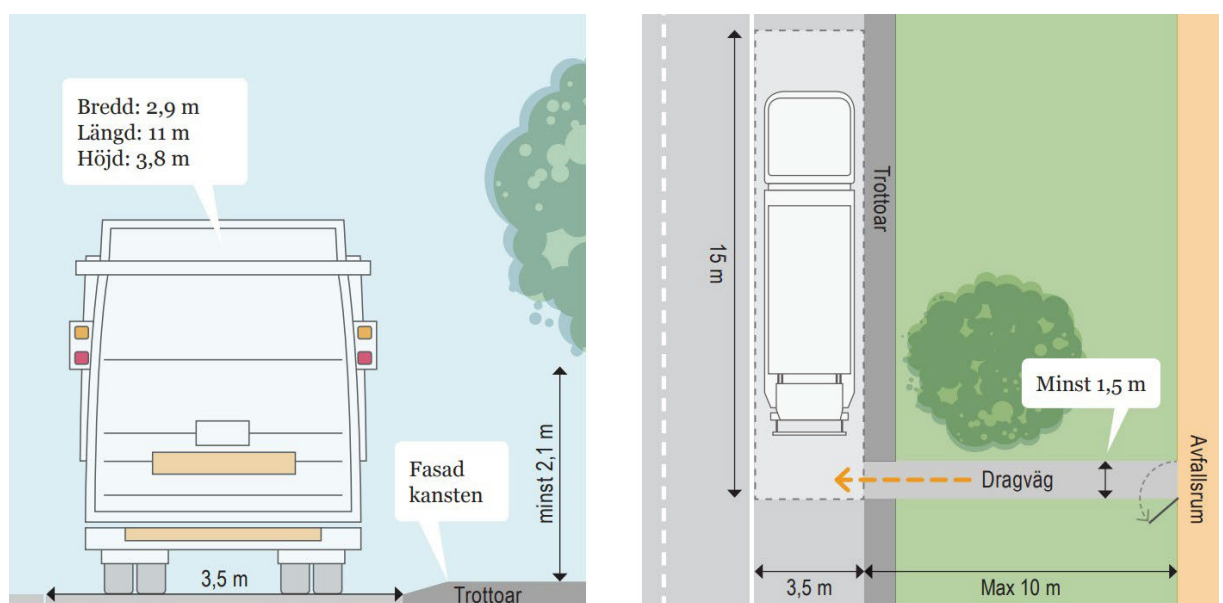 Bredd: 2,9 m
Längd: 11 m
Höjd: 3,8 m
Fasad
kansten
minst 2,1 m
3,5 m
Trottoar
15 m
Trottoar
Minst 1,5 m
Dragväg
Avfallsrum
3,5 m
Max 10 m